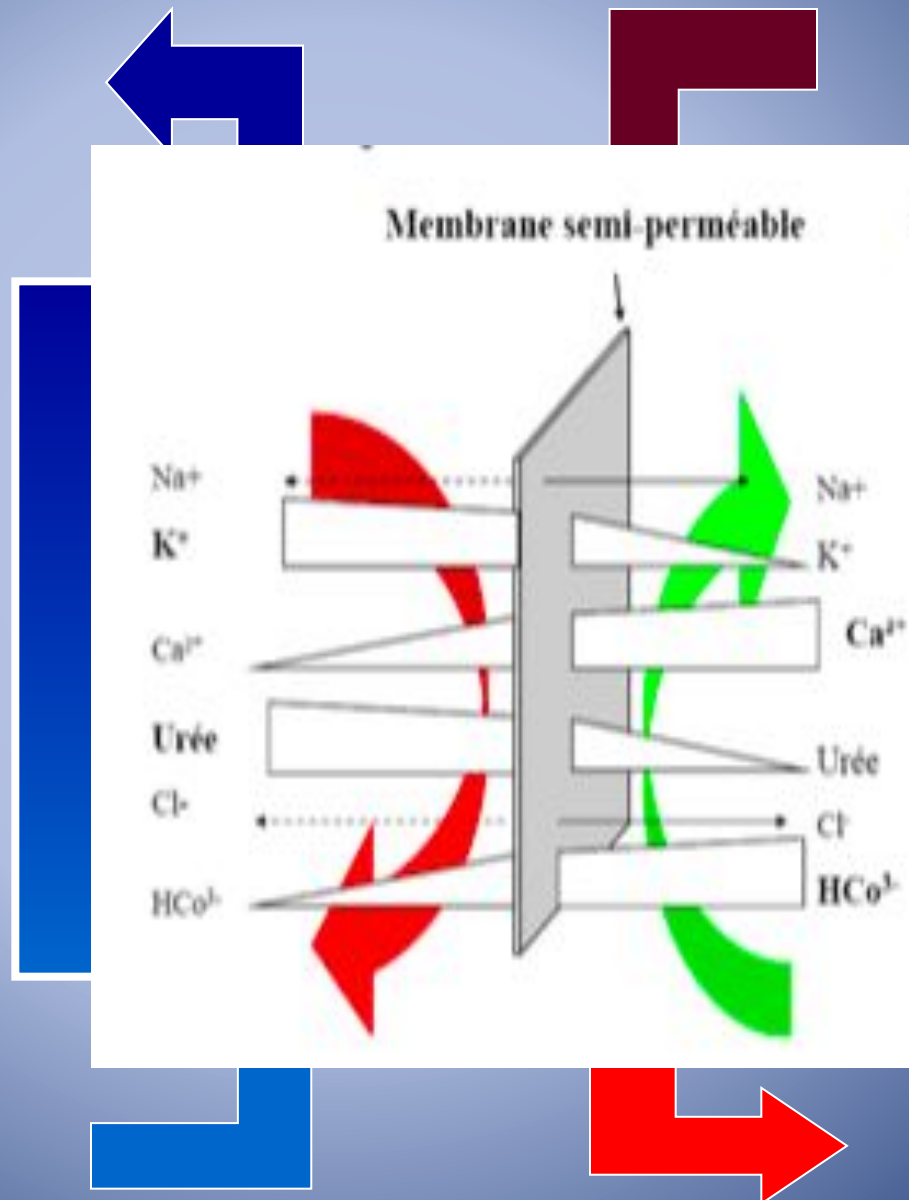 Membrane semi-perméable
Na+
K⁺
Ca²⁺
Urée
Cl-
HCo³⁻
Na+
K⁺
Ca²⁺
Urée
Cl⁻
HCo³⁻